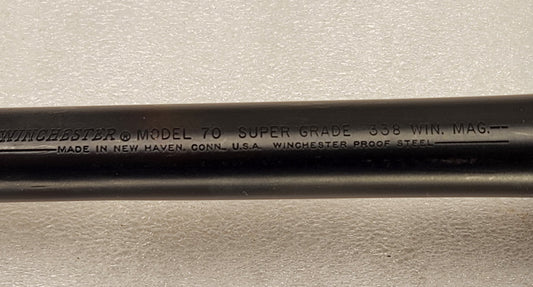 WINCHESTER ® MODEL 70 SUPER GRADE 338 WIN. MAG.
MADE IN NEW HAVEN, CONN., U.S.A. WINCHESTER PROOF STEEL